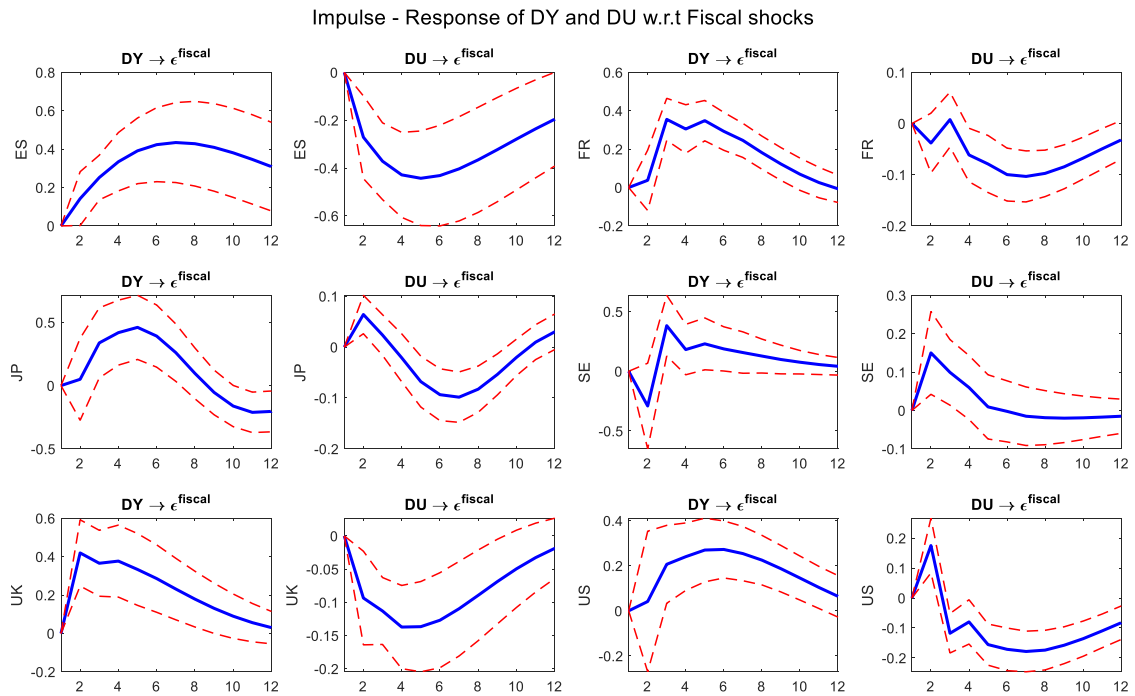 Impulse - Response of DY and DU w.r.t Fiscal shocks
DY → ϵ^fiscal
DU → ϵ^fiscal
DY → ϵ^fiscal
DU → ϵ^fiscal
0.8
0.6
0.4
0.2
0
ES
2 4 6 8 10 12
0
-0.2
-0.4
-0.6
ES
2 4 6 8 10 12
0.6
0.4
0.2
0
-0.2
FR
2 4 6 8 10 12
0.1
0
-0.1
-0.2
FR
2 4 6 8 10 12
DY → ϵ^fiscal
DU → ϵ^fiscal
DY → ϵ^fiscal
DU → ϵ^fiscal
0.5
0
-0.5
JP
2 4 6 8 10 12
0.1
0
-0.1
-0.2
JP
2 4 6 8 10 12
0.5
0
-0.5
SE
2 4 6 8 10 12
0.3
0.2
0.1
0
-0.1
SE
2 4 6 8 10 12
DY → ϵ^fiscal
DU → ϵ^fiscal
DY → ϵ^fiscal
DU → ϵ^fiscal
0.6
0.4
0.2
0
-0.2
UK
2 4 6 8 10 12
0
-0.05
-0.1
-0.15
-0.2
UK
2 4 6 8 10 12
0.4
0.2
0
-0.2
US
2 4 6 8 10 12
0.2
0.1
0
-0.1
-0.2
US
2 4 6 8 10 12